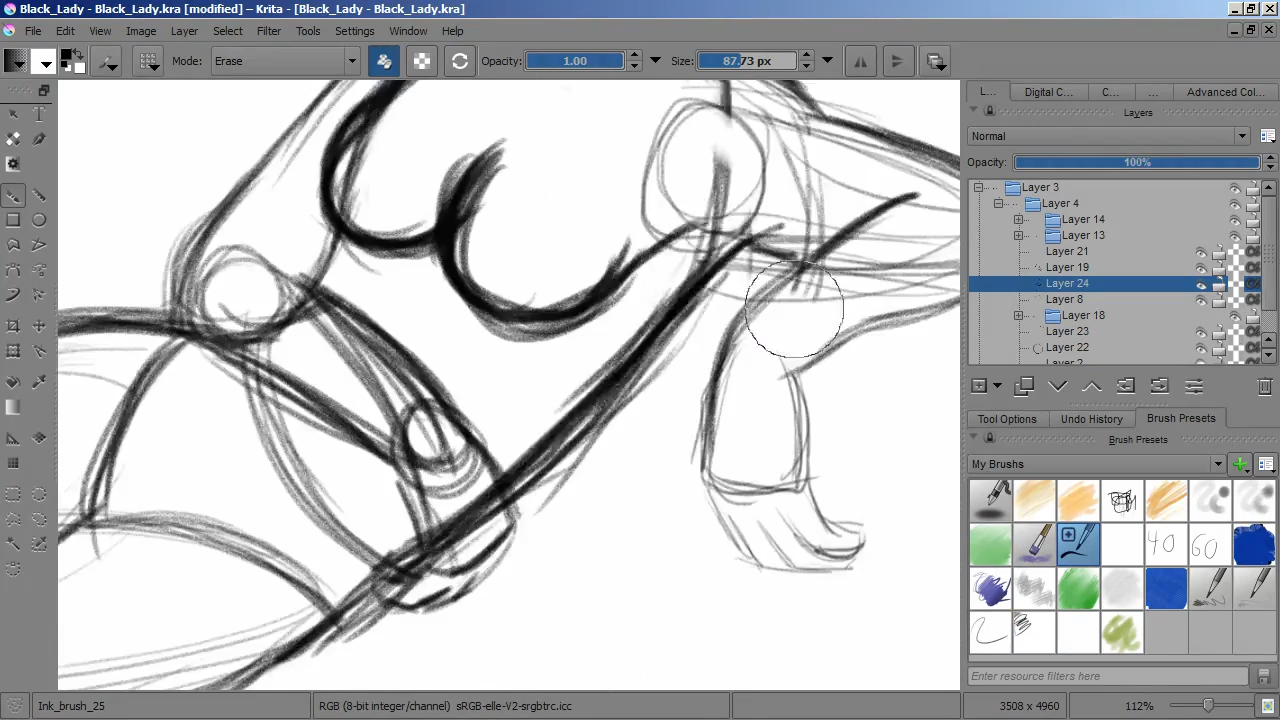 Black_Lady - Black_Lady.kra [modified] – Krita - [Black_Lady - Black_Lady.kra]
File Edit View Image Layer Select Filter Tools Settings Window Help
Mode: Erase Opacity: 1.00 Size: 87.73 px
L... Digital C... C... ... Advanced Col...
Layers
Normal
Opacity: 100%
Layer 3
Layer 4
Layer 14
Layer 13
Layer 21
Layer 19
Layer 24
Layer 8
Layer 18
Layer 23
Layer 22
Layer 2
Tool Options Undo History Brush Presets
Brush Presets
My Brushes
40 60
Enter resource filters here
Ink_brush_25 RGB (8-bit integer/channel) sRGB-elle-V2-srgbtrc.icc 3508 x 4960 112%